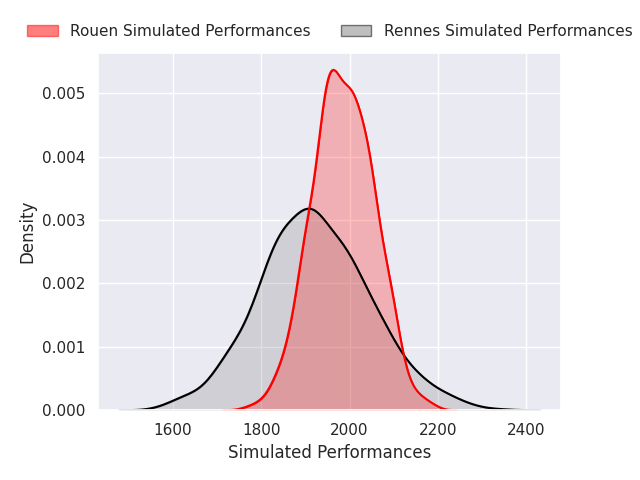 Rouen Simulated Performances
Rennes Simulated Performances
0.005
0.004
0.003
0.002
0.001
0.000
Density
1600
1800
2000
2200
2400
Simulated Performances